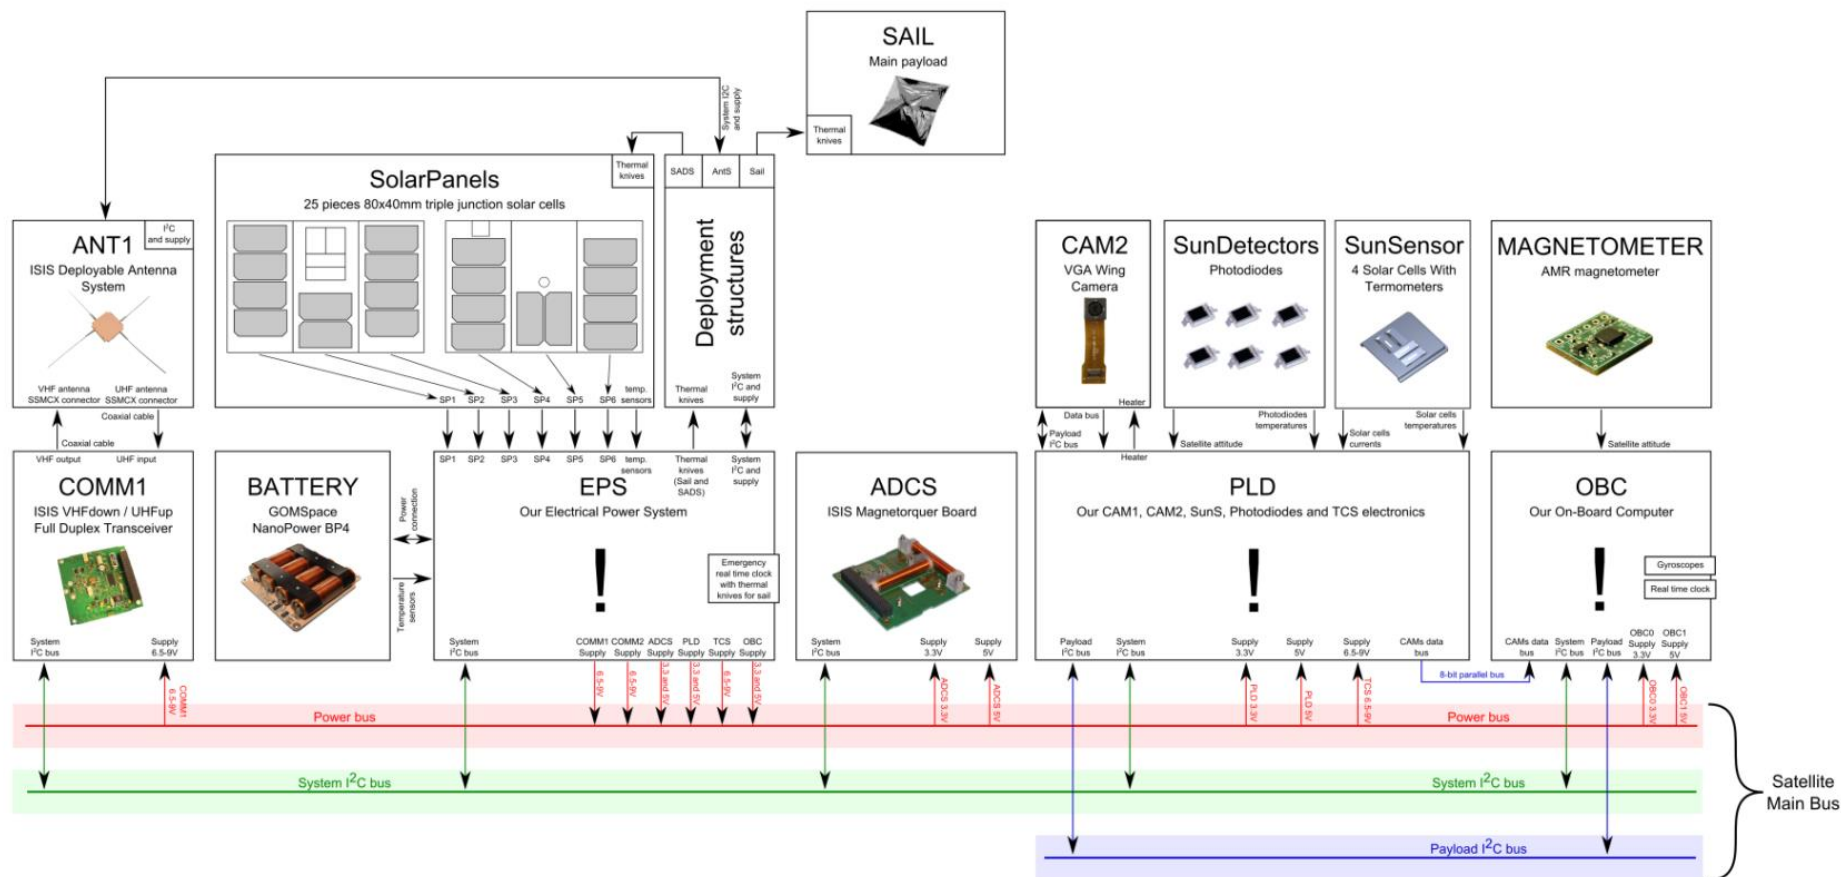 SAIL
Main payload
Thermal
knives
System I2C
and supply
SolarPanels
25 pieces 80x40mm triple junction solar cells
Thermal
knives
SP1
SP2
SP3
SP4
SP5
SP6
temp.
sensors
SADS
AntS
Sail
Deployment
structures
Thermal
knives
System
I²C and
supply
ANT1
I²C
and supply
ISIS Deployable Antenna
System
VHF antenna
SSMCX connector
UHF antenna
SSMCX connector
Coaxial cable
Coaxial cable
CAM2
VGA Wing
Camera
Heater
SunDetectors
Photodiodes
SunSensor
4 Solar Cells With
Termometers
MAGNETOMETER
AMR magnetometer
Payload
I²C bus
Data bus
Heater
Satellite attitude
Photodiodes
temperatures
Solar cells
currents
Solar cells
temperatures
Satellite attitude
VHF output
UHF input
COMM1
ISIS VHFdown / UHFup
Full Duplex Transceiver
System
I²C bus
Supply
6.5-9V
BATTERY
GOMSpace
NanoPower BP4
Power
connection
Temperature
sensors
SP1
SP2
SP3
SP4
SP5
SP6
temp.
sensors
Thermal
knives
(Sail and
SADS)
System
I²C and
supply
EPS
Our Electrical Power System
!
Emergency
real time clock
with thermal
knives for sail
System
I²C bus
COMM1
Supply
COMM2
Supply
ADCS
Supply
PLD
Supply
TCS
Supply
OBC
Supply
ADCS
ISIS Magnetorquer Board
System
I²C bus
Supply
3.3V
Supply
5V
PLD
Our CAM1, CAM2, SunS, Photodiodes and TCS electronics
!
Payload
I²C bus
System
I²C bus
Supply
3.3V
Supply
5V
Supply
6.5-9V
CAMs data
bus
OBC
Our On-Board Computer
!
Gyroscopes
Real time clock
CAMs data
bus
System
I²C bus
Payload
I²C bus
OBC0
Supply
3.3V
OBC1
Supply
5V
8-bit parallel bus
COMM1
6.5-9V
6.5-9V
6.5-9V
3.3 and 5V
3.3 and 5V
6.5-9V
3.3 and 5V
ADCS 3.3V
ADCS 5V
PLD 3.3V
PLD 5V
TCS 6.5-9V
OBC0 3.3V
OBC1 5V
Power bus
Power bus
System I²C bus
System I²C bus
Payload I²C bus
Satellite
Main Bus